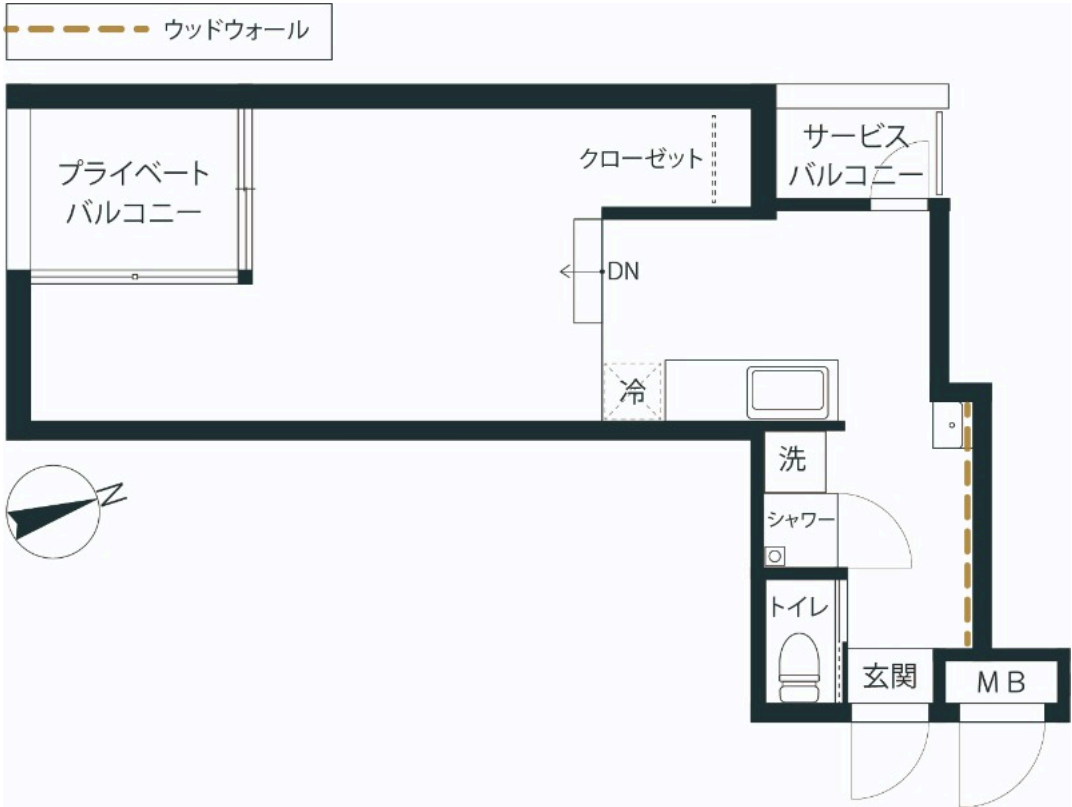 ウッドウォール
プライベート
バルコニー
クローゼット
サービス
バルコニー
DN
冷
洗
シャワー
トイレ
玄関
MB
N